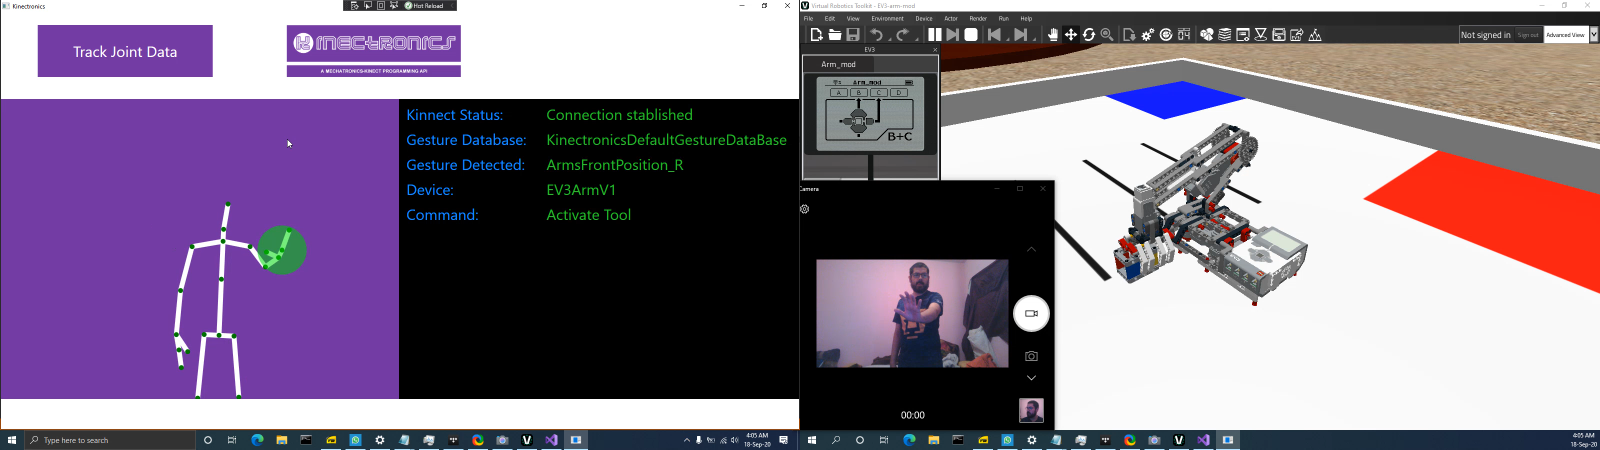 Kinectronics
Hot Reload
Track Joint Data
KINECTRONICS
A MECHATRONICS-KINECT PROGRAMMING API
Kinnect Status: Connection stablished
Gesture Database: KinectronicsDefaultGestureDataBase
Gesture Detected: ArmsFrontPosition_R
Device: EV3ArmV1
Command: Activate Tool
Type here to search
4:05 AM
18-Sep-20
Virtual Robotics Toolkit - EV3-arm-mod
File Edit View Environment Device Actor Render Run Help
Not signed in Sign out Advanced View
EV3
Arm_mod
Arm_mod
A B C D
B+C
Camera
00:00
EV3
4:05 AM
18-Sep-20